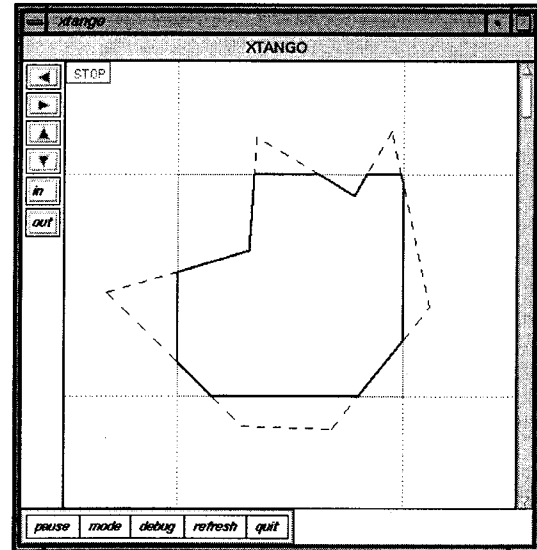 xtango
XTANGO
STOP
in
out
pause mode debug refresh quit